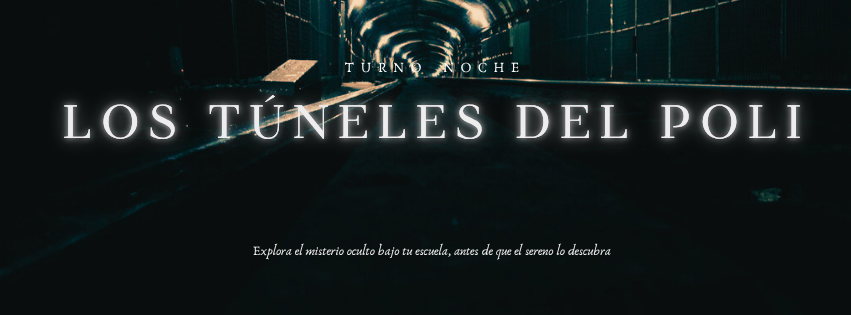 TURNO NOCHE
LOS TÚNELES DEL POLI
Explora el misterio oculto bajo tu escuela, antes de que el sereno lo descubra